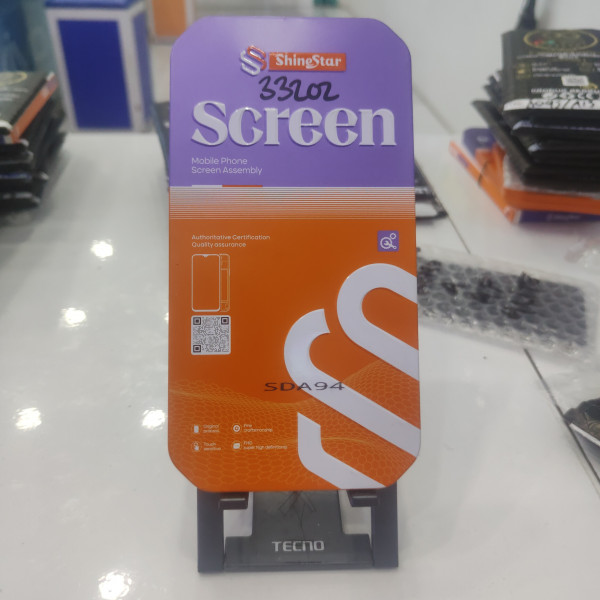 ShingStar
33202
Screen
Mobile Phone
Screen Assembly
Authoritative Certification
Quality assurance
SDA94
TECNO